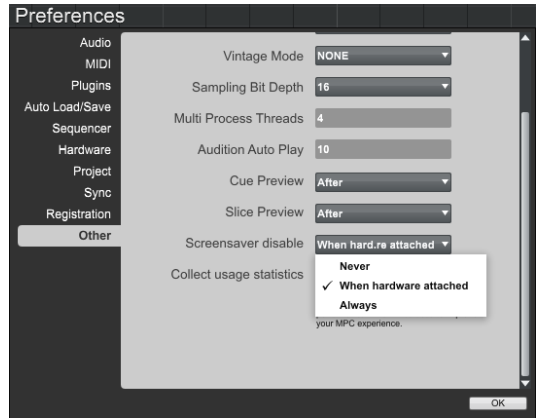 Preferences
Audio
MIDI
Plugins
Auto Load/Save
Sequencer
Hardware
Project
Sync
Registration
Other
Vintage Mode NONE
Sampling Bit Depth 16
Multi Process Threads 4
Audition Auto Play 10
Cue Preview After
Slice Preview After
Screensaver disable When hard.re attached
Collect usage statistics
Never
✓ When hardware attached
Always
your MPC experience.
OK